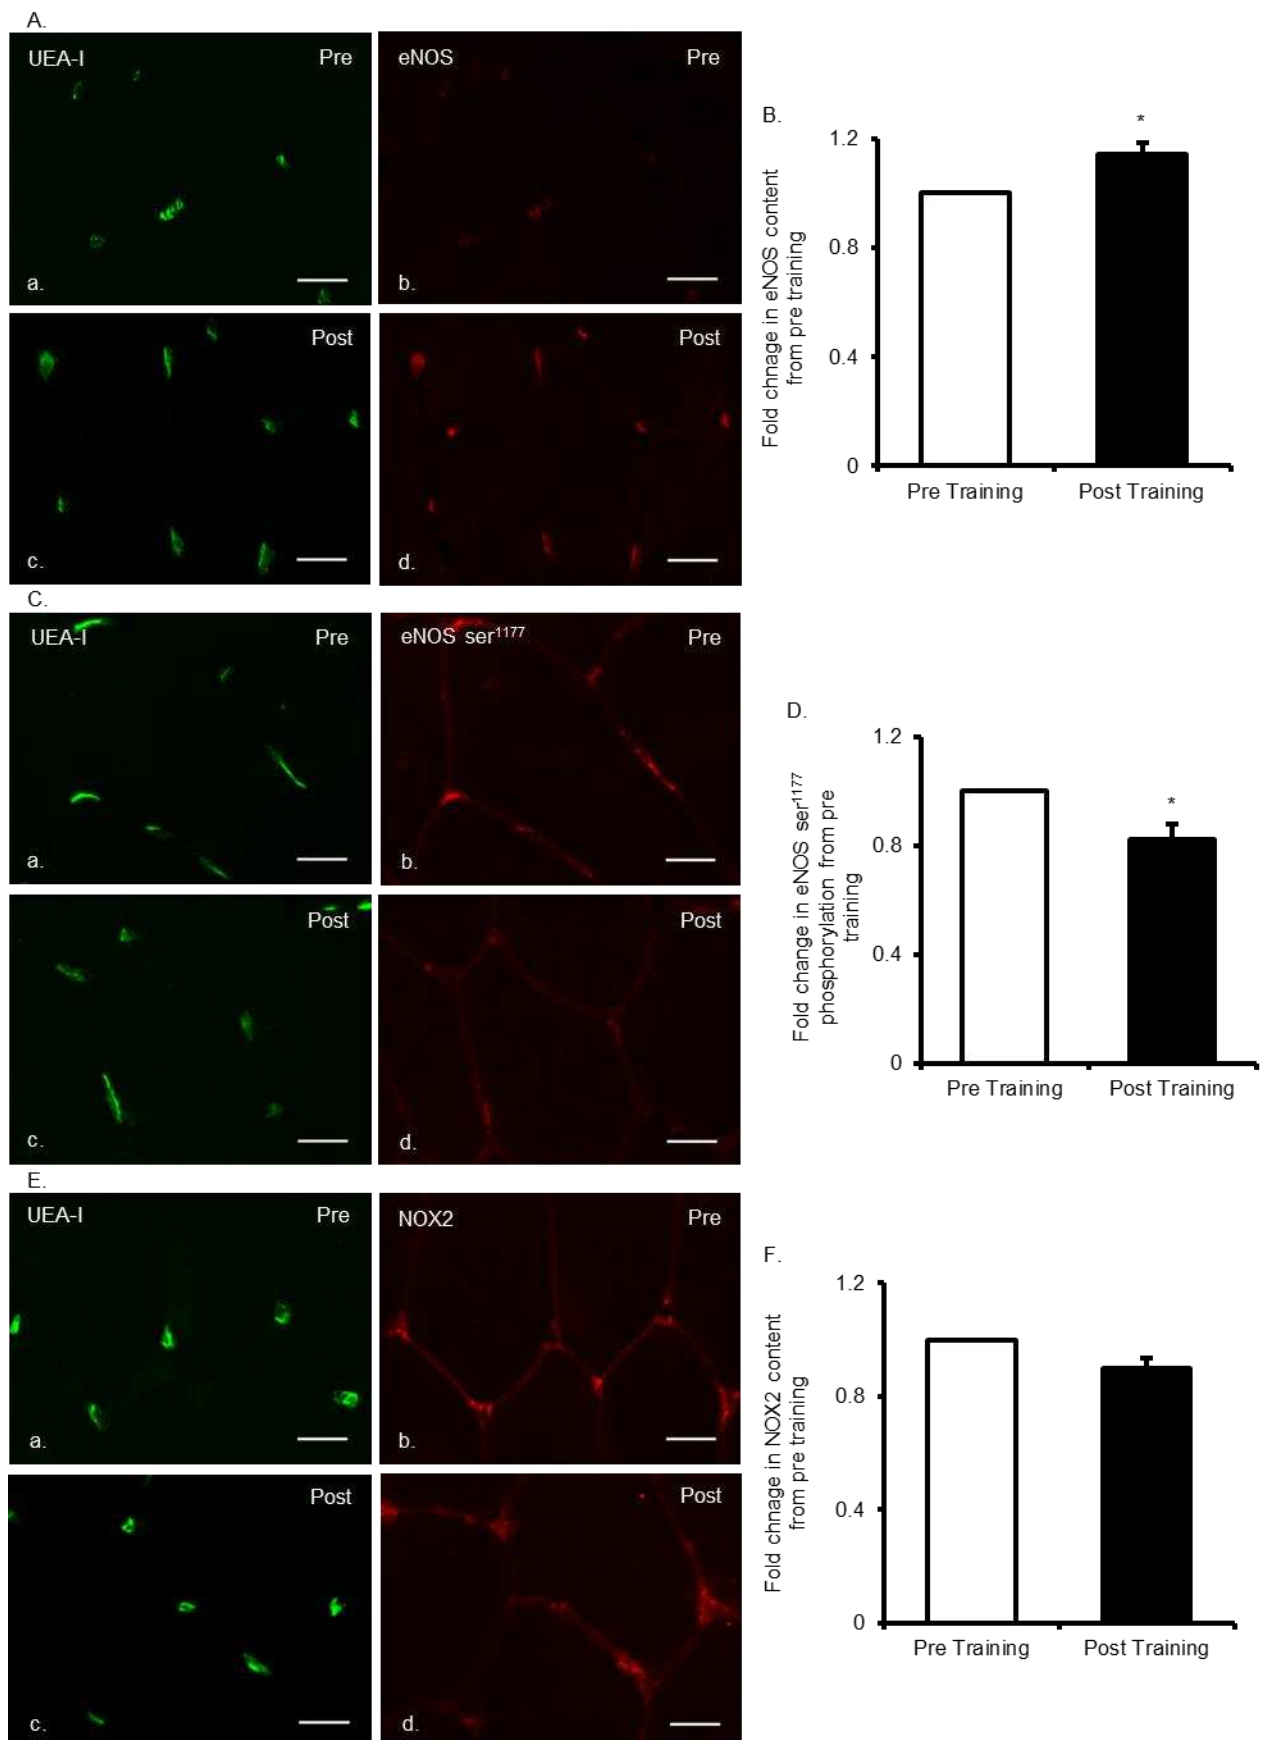 A.
UEA-I
Pre
a.
eNOS
Pre
b.
Post
c.
Post
d.
B.
Fold chnage in eNOS content
from pre training
1.2
0.8
0.4
0
*
Pre Training
Post Training
C.
UEA-I
Pre
a.
eNOS ser¹¹⁷⁷
Pre
b.
Post
c.
Post
d.
D.
Fold change in eNOS ser¹¹⁷⁷
phosphorylation from pre
training
1.2
0.8
0.4
0
*
Pre Training
Post Training
E.
UEA-I
Pre
a.
NOX2
Pre
b.
Post
c.
Post
d.
F.
Fold chnage in NOX2 content
from pre training
1.2
0.8
0.4
0
Pre Training
Post Training